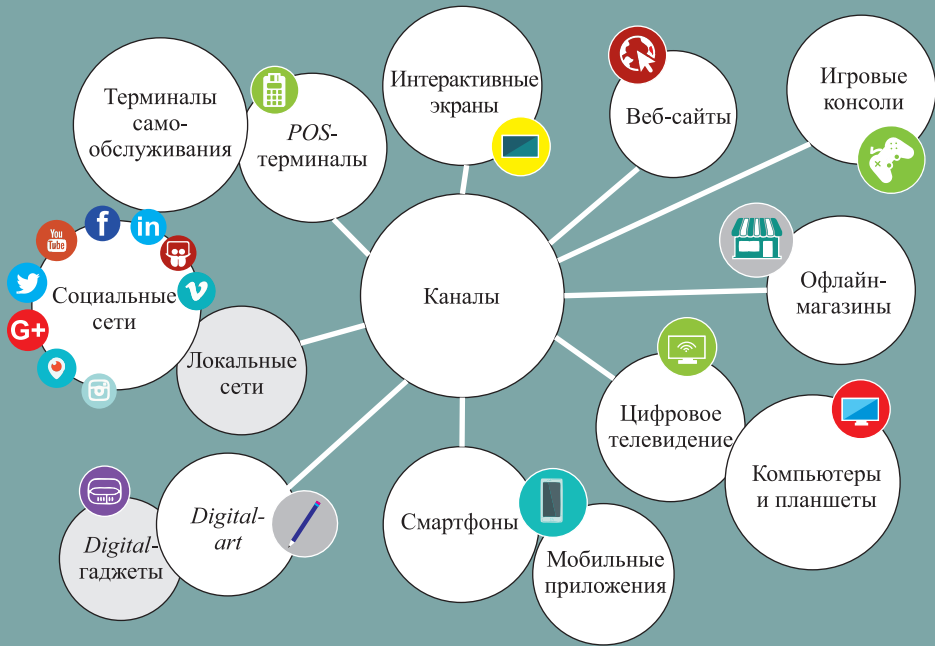 Интерактивные
экраны
Игровые
консоли
Веб-сайты
Терминалы
само-
обслуживания
POS-
терминалы
You
Tube
f
in
G+
Социальные
сети
Каналы
Офлайн-
магазины
Локальные
сети
Цифровое
телевидение
Компьютеры
и планшеты
Digital-
art
Смартфоны
Digital-
гаджеты
Мобильные
приложения